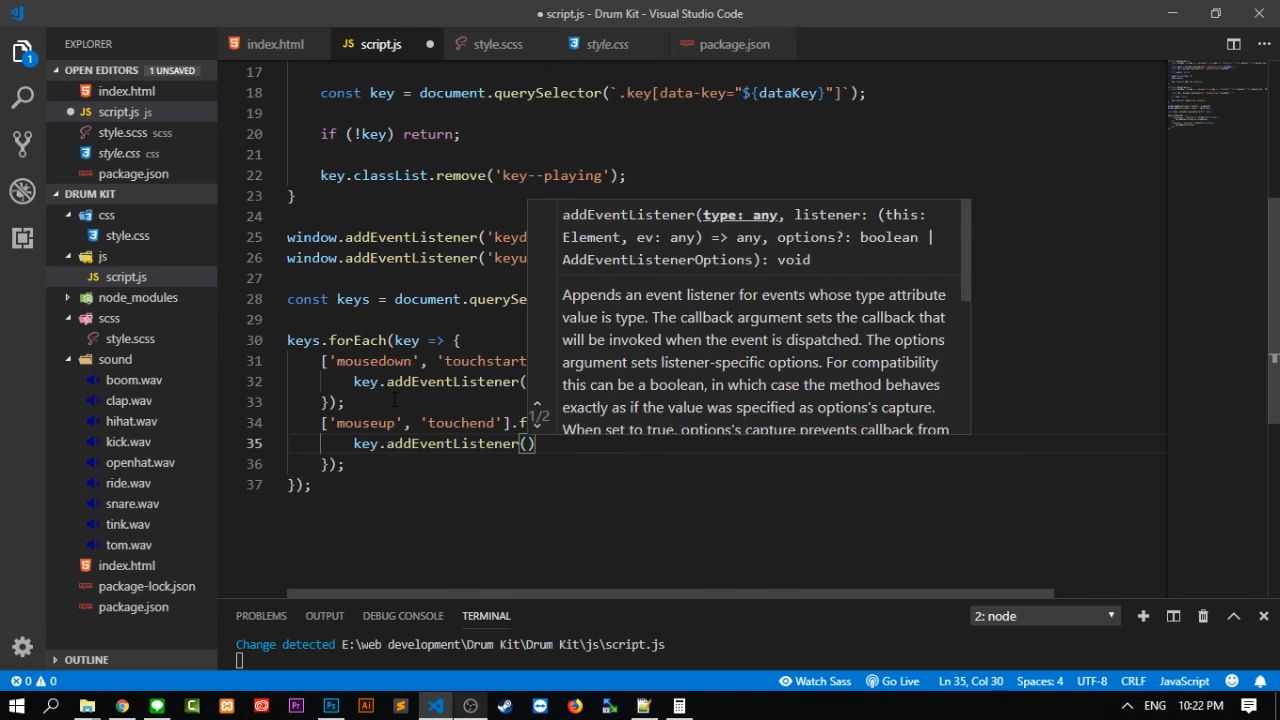 ● script.js - Drum Kit - Visual Studio Code
EXPLORER
index.html
script.js ●
style.scss
style.css
package.json
1
OPEN EDITORS 1 UNSAVED
index.html
● script.js js
style.scss scss
style.css css
package.json
DRUM KIT
css
style.css
js
script.js
node_modules
scss
style.scss
sound
boom.wav
clap.wav
hihat.wav
kick.wav
openhat.wav
ride.wav
snare.wav
tink.wav
tom.wav
index.html
package-lock.json
package.json
OUTLINE
17
18 const key = document.querySelector(`.key[data-key="${dataKey}"]`);
19
20 if (!key) return;
21
22 key.classList.remove('key--playing');
23 }
24
25 window.addEventListener('keyd
26 window.addEventListener('keyu
27
28 const keys = document.querySe
29
30 keys.forEach(key => {
31 ['mousedown', 'touchstart
32 key.addEventListener(
33 });
34 ['mouseup', 'touchend'].f
35 key.addEventListener()
36 });
37 });
addEventListener(type: any, listener: (this:
Element, ev: any) => any, options?: boolean |
AddEventListenerOptions): void
Appends an event listener for events whose type attribute
value is type. The callback argument sets the callback that
will be invoked when the event is dispatched. The options
argument sets listener-specific options. For compatibility
this can be a boolean, in which case the method behaves
exactly as if the value was specified as options's capture.
When set to true, options's capture prevents callback from
1/2
PROBLEMS OUTPUT DEBUG CONSOLE TERMINAL
2: node
Change detected E:\web development\Drum Kit\Drum Kit\js\script.js
0 0
Watch Sass Go Live Ln 35, Col 30 Spaces: 4 UTF-8 CRLF JavaScript
10:22 PM